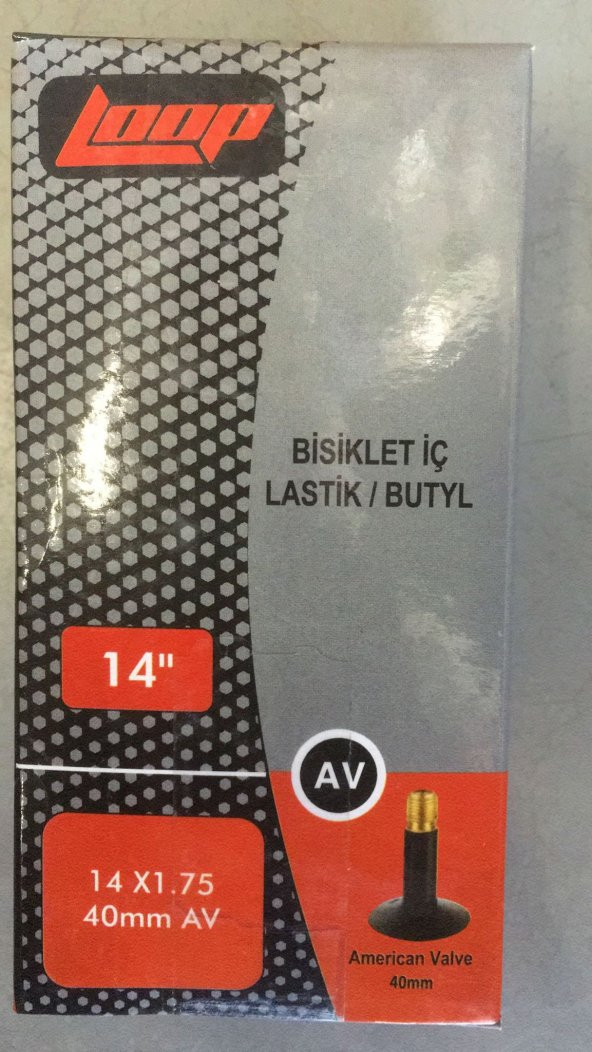 Loop
BİSİKLET İÇ
LASTİK / BUTYL
14"
AV
14 X1.75
40mm AV
American Valve
40mm